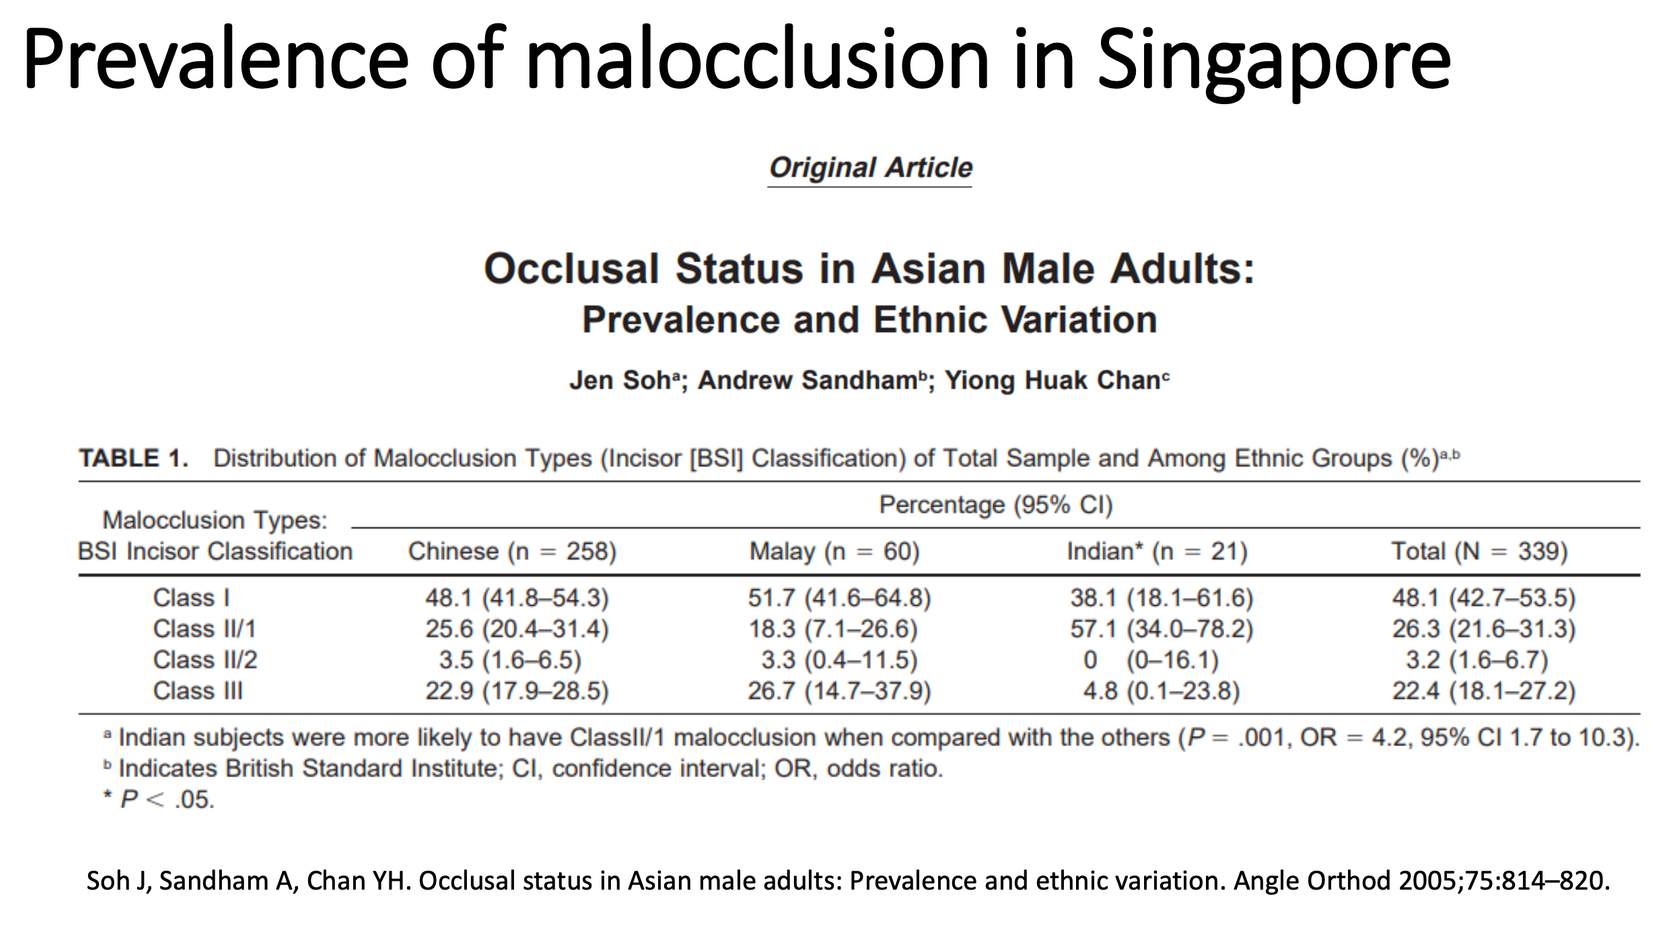 Prevalence of malocclusion in Singapore
Original Article
Occlusal Status in Asian Male Adults:
Prevalence and Ethnic Variation
Jen Sohᵃ; Andrew Sandhamᵇ; Yiong Huak Chanᶜ
TABLE 1. Distribution of Malocclusion Types (Incisor [BSI] Classification) of Total Sample and Among Ethnic Groups (%)ᵃ,ᵇ
Percentage (95% CI)
Malocclusion Types:
BSI Incisor Classification Chinese (n = 258) Malay (n = 60) Indian* (n = 21) Total (N = 339)
Class I 48.1 (41.8–54.3) 51.7 (41.6–64.8) 38.1 (18.1–61.6) 48.1 (42.7–53.5)
Class II/1 25.6 (20.4–31.4) 18.3 (7.1–26.6) 57.1 (34.0–78.2) 26.3 (21.6–31.3)
Class II/2 3.5 (1.6–6.5) 3.3 (0.4–11.5) 0 (0–16.1) 3.2 (1.6–6.7)
Class III 22.9 (17.9–28.5) 26.7 (14.7–37.9) 4.8 (0.1–23.8) 22.4 (18.1–27.2)
ᵃ Indian subjects were more likely to have ClassII/1 malocclusion when compared with the others (P = .001, OR = 4.2, 95% CI 1.7 to 10.3).
ᵇ Indicates British Standard Institute; CI, confidence interval; OR, odds ratio.
* P < .05.
Soh J, Sandham A, Chan YH. Occlusal status in Asian male adults: Prevalence and ethnic variation. Angle Orthod 2005;75:814–820.